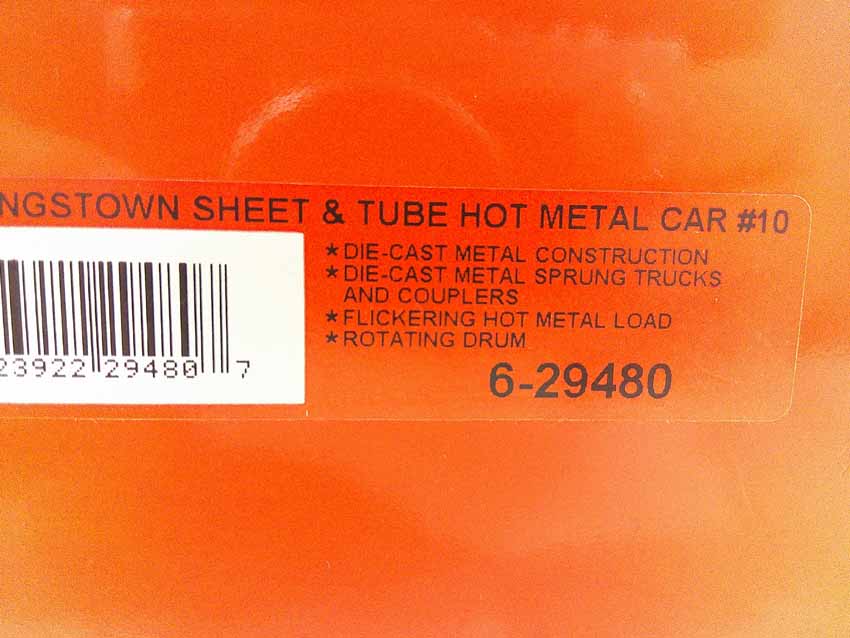 NGSTOWN SHEET & TUBE HOT METAL CAR #10
★DIE-CAST METAL CONSTRUCTION
★DIE-CAST METAL SPRUNG TRUCKS
AND COUPLERS
★FLICKERING HOT METAL LOAD
★ROTATING DRUM
23922 29480 7
6-29480